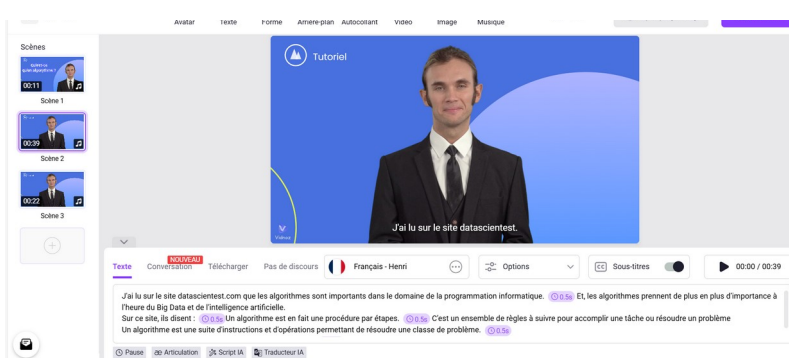 Avatar Texte Forme Arrière-plan Autocollant Vidéo Image Musique
Scènes
00:11
Scène 1
00:39
Scène 2
00:22
Scène 3
Tutoriel
J'ai lu sur le site datascientest.
Vidnoz
NOUVEAU
Texte Conversation Télécharger Pas de discours Français - Henri Options CC Sous-titres 00:00 / 00:39
J'ai lu sur le site datascientest.com que les algorithmes sont importants dans le domaine de la programmation informatique. 0.5s Et, les algorithmes prennent de plus en plus d'importance à
l'heure du Big Data et de l'intelligence artificielle.
Sur ce site, ils disent : 0.5s Un algorithme est en fait une procédure par étapes. 0.5s C'est un ensemble de règles à suivre pour accomplir une tâche ou résoudre un problème
Un algorithme est une suite d'instructions et d'opérations permettant de résoudre une classe de problème. 0.5s
Pause Articulation Script IA Traducteur IA